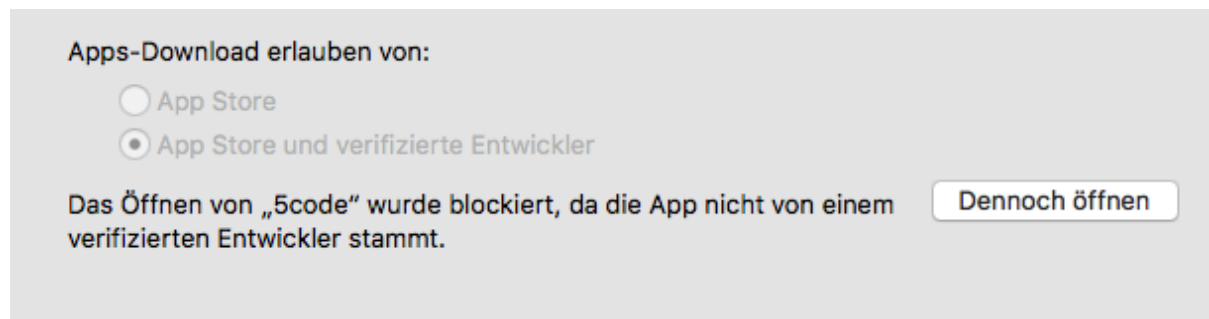 Apps-Download erlauben von:
App Store
App Store und verifizierte Entwickler
Das Öffnen von „5code“ wurde blockiert, da die App nicht von einem
verifizierten Entwickler stammt.
Dennoch öffnen